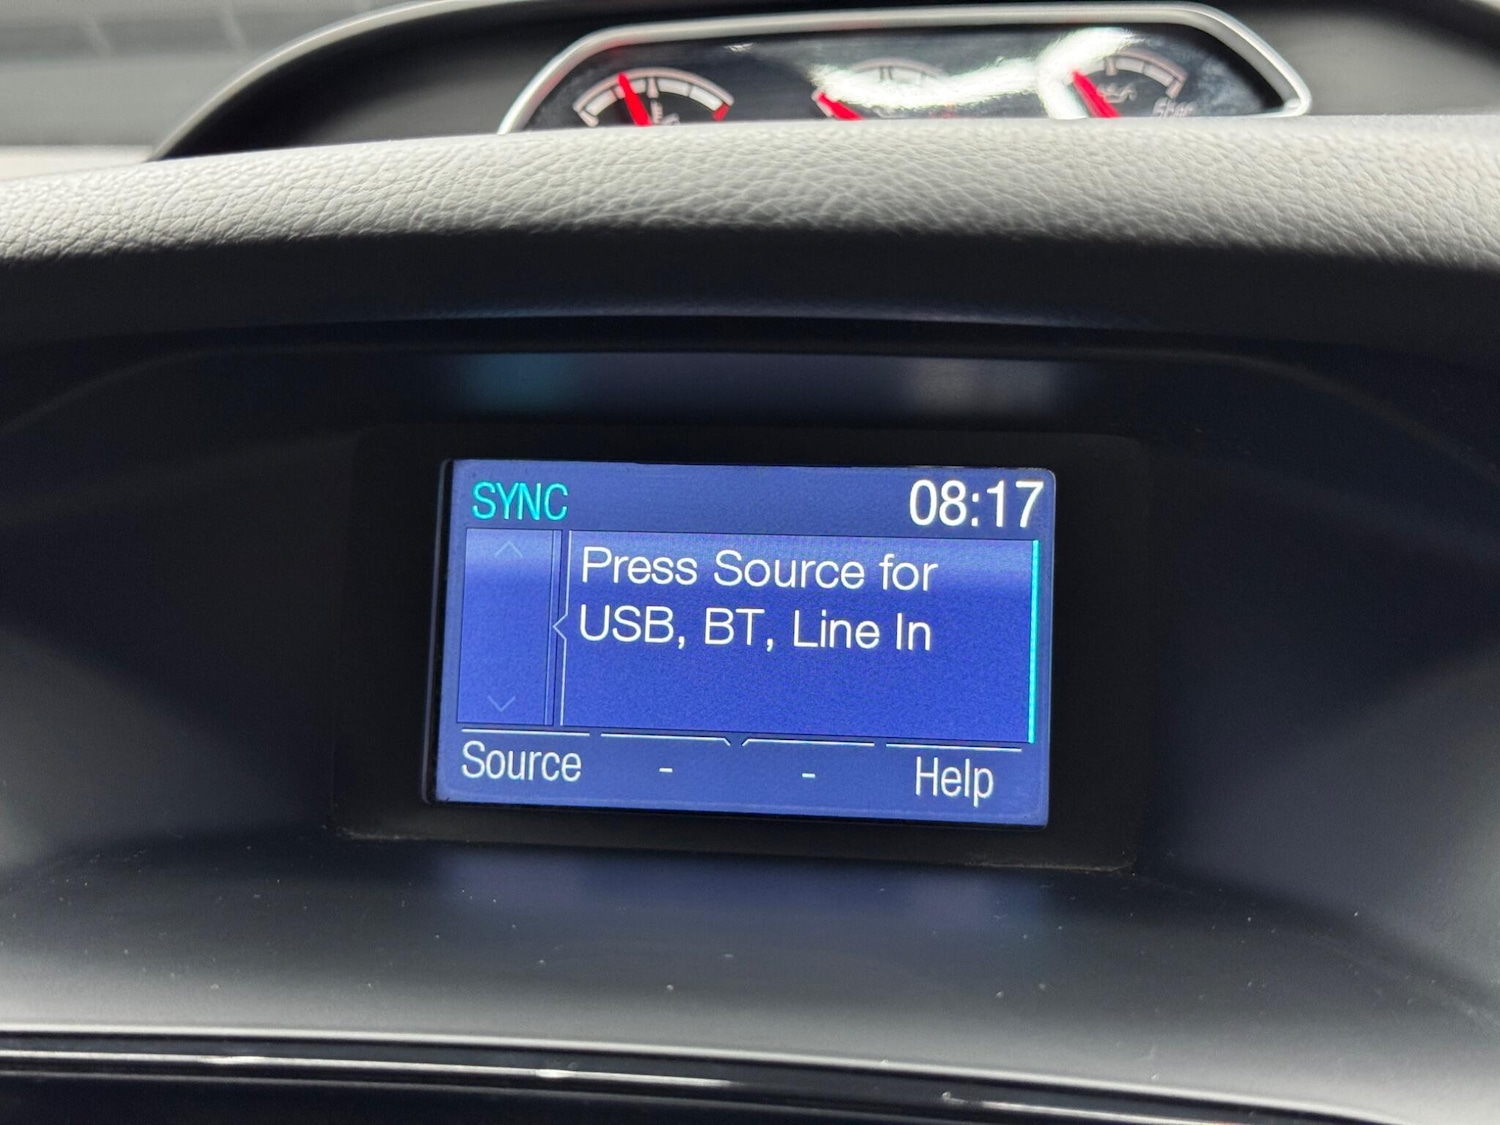 SYNC
08:17
Press Source for
USB, BT, Line In
Source - - Help